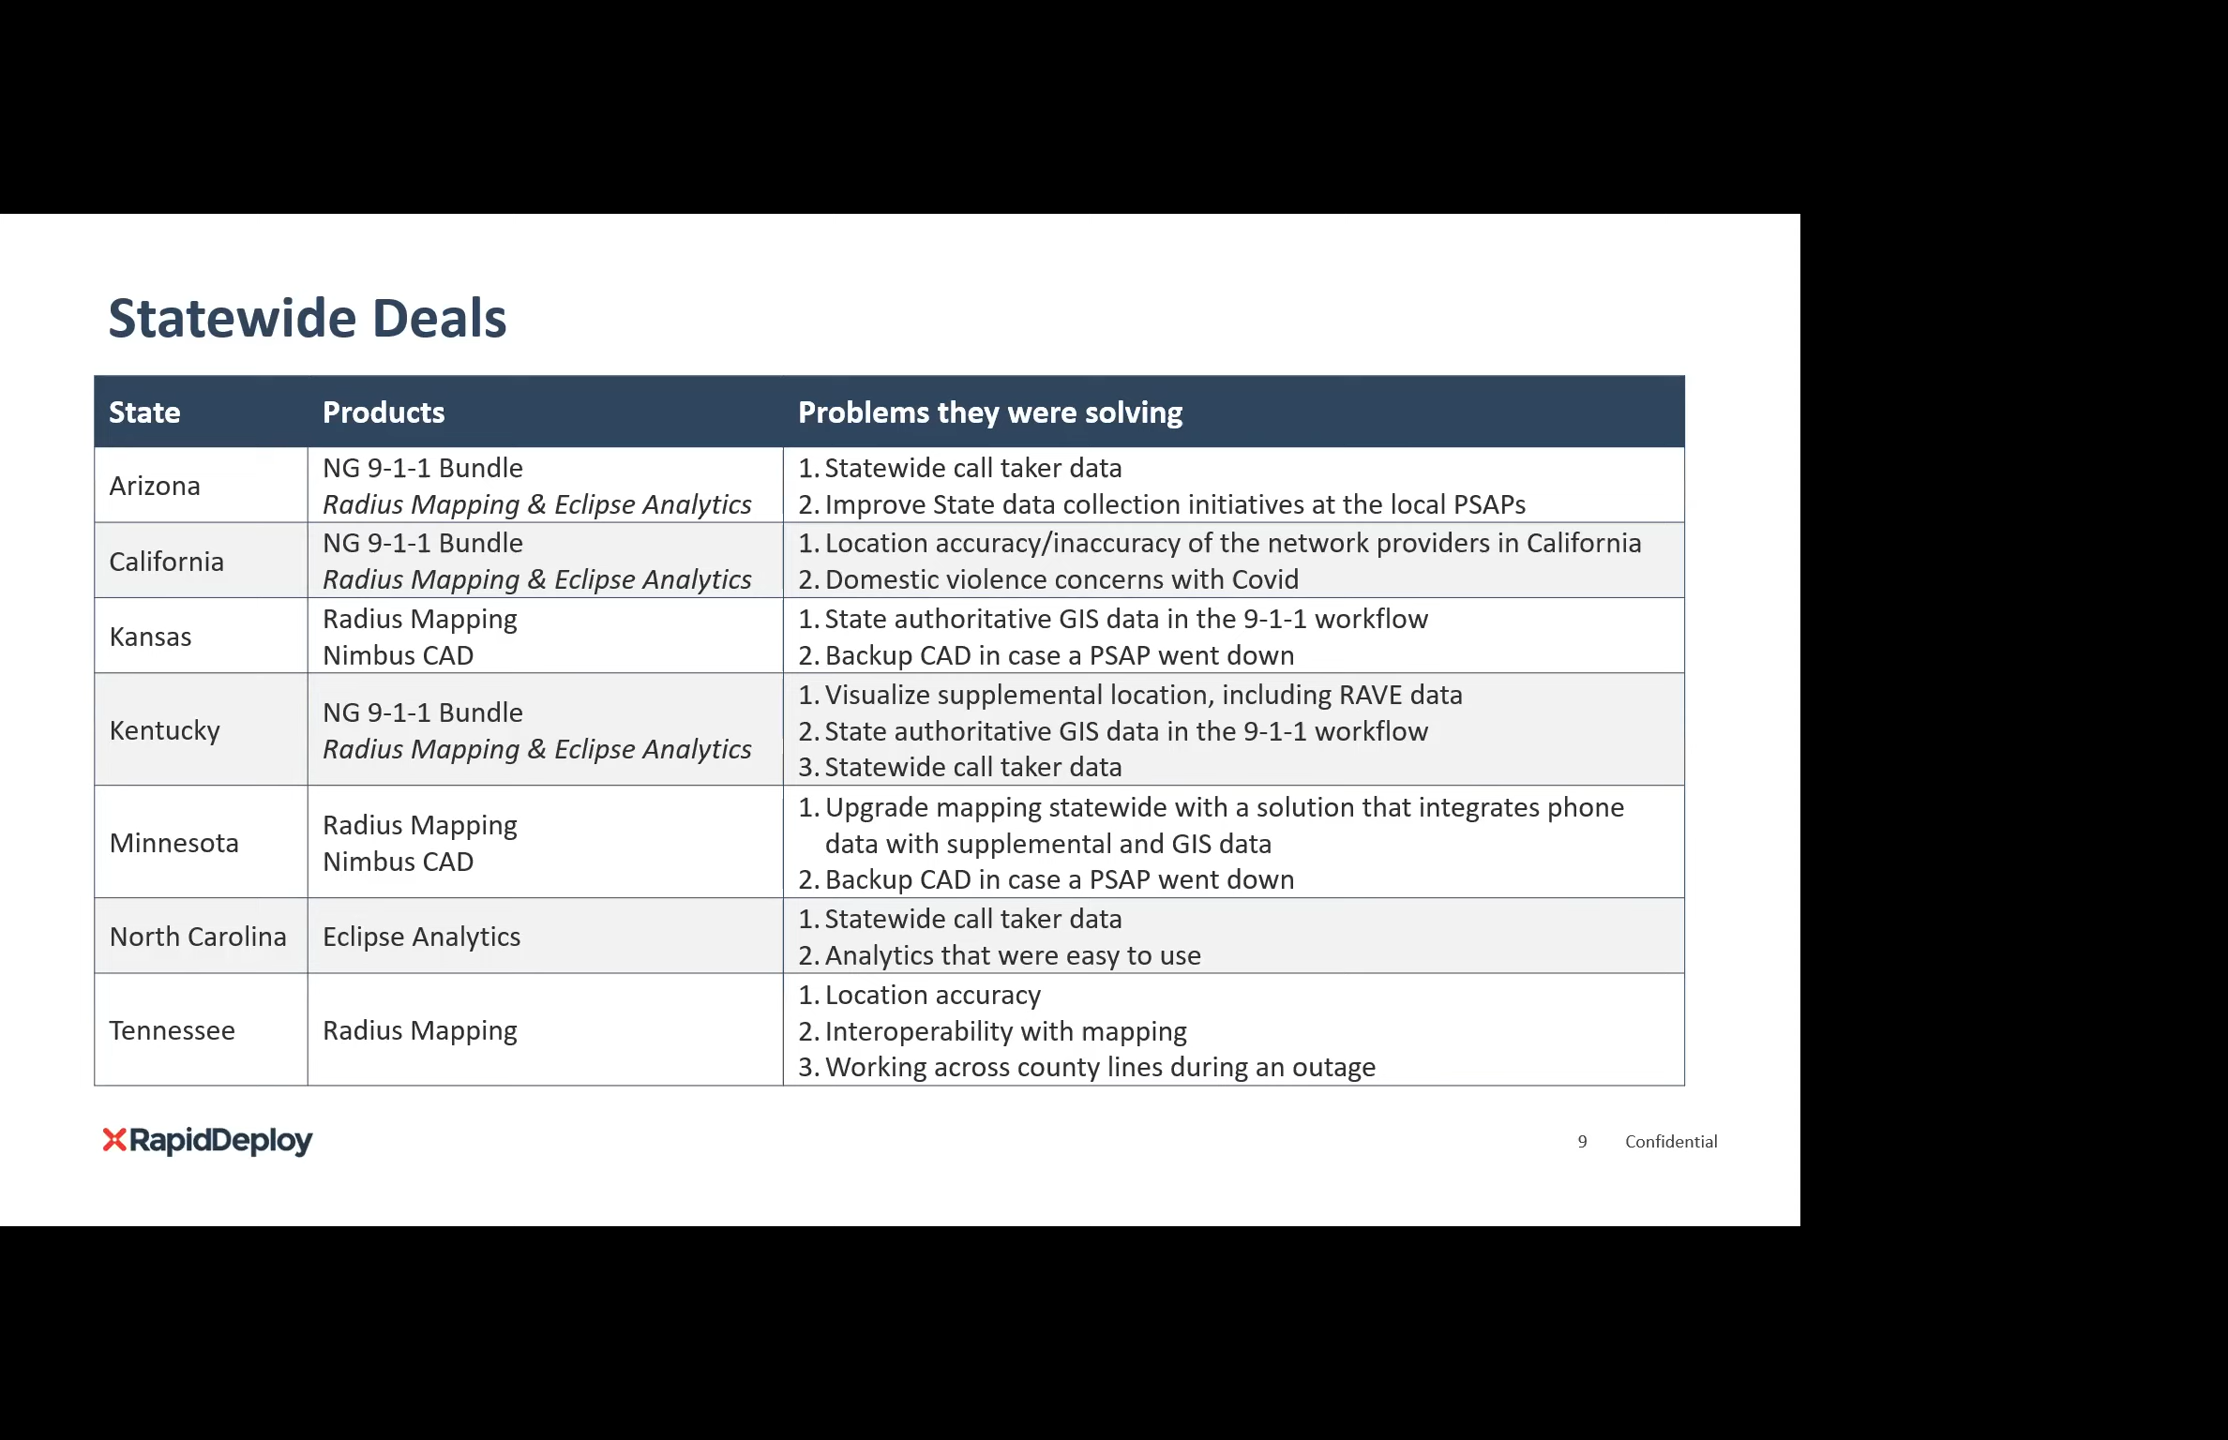 Statewide Deals
State Products Problems they were solving
Arizona
NG 9-1-1 Bundle
Radius Mapping & Eclipse Analytics
1. Statewide call taker data
2. Improve State data collection initiatives at the local PSAPs
California
NG 9-1-1 Bundle
Radius Mapping & Eclipse Analytics
1. Location accuracy/inaccuracy of the network providers in California
2. Domestic violence concerns with Covid
Kansas
Radius Mapping
Nimbus CAD
1. State authoritative GIS data in the 9-1-1 workflow
2. Backup CAD in case a PSAP went down
Kentucky
NG 9-1-1 Bundle
Radius Mapping & Eclipse Analytics
1. Visualize supplemental location, including RAVE data
2. State authoritative GIS data in the 9-1-1 workflow
3. Statewide call taker data
Minnesota
Radius Mapping
Nimbus CAD
1. Upgrade mapping statewide with a solution that integrates phone
data with supplemental and GIS data
2. Backup CAD in case a PSAP went down
North Carolina
Eclipse Analytics
1. Statewide call taker data
2. Analytics that were easy to use
Tennessee
Radius Mapping
1. Location accuracy
2. Interoperability with mapping
3. Working across county lines during an outage
RapidDeploy
9 Confidential